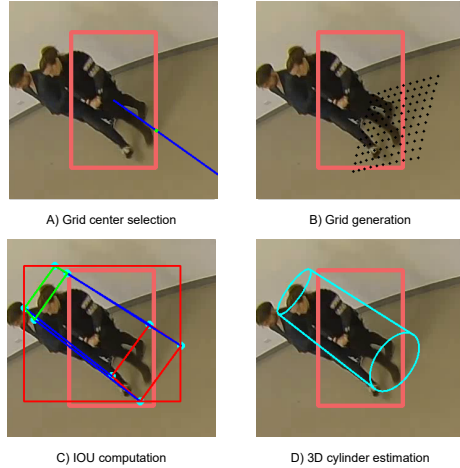 A) Grid center selection
B) Grid generation
C) IOU computation
D) 3D cylinder estimation